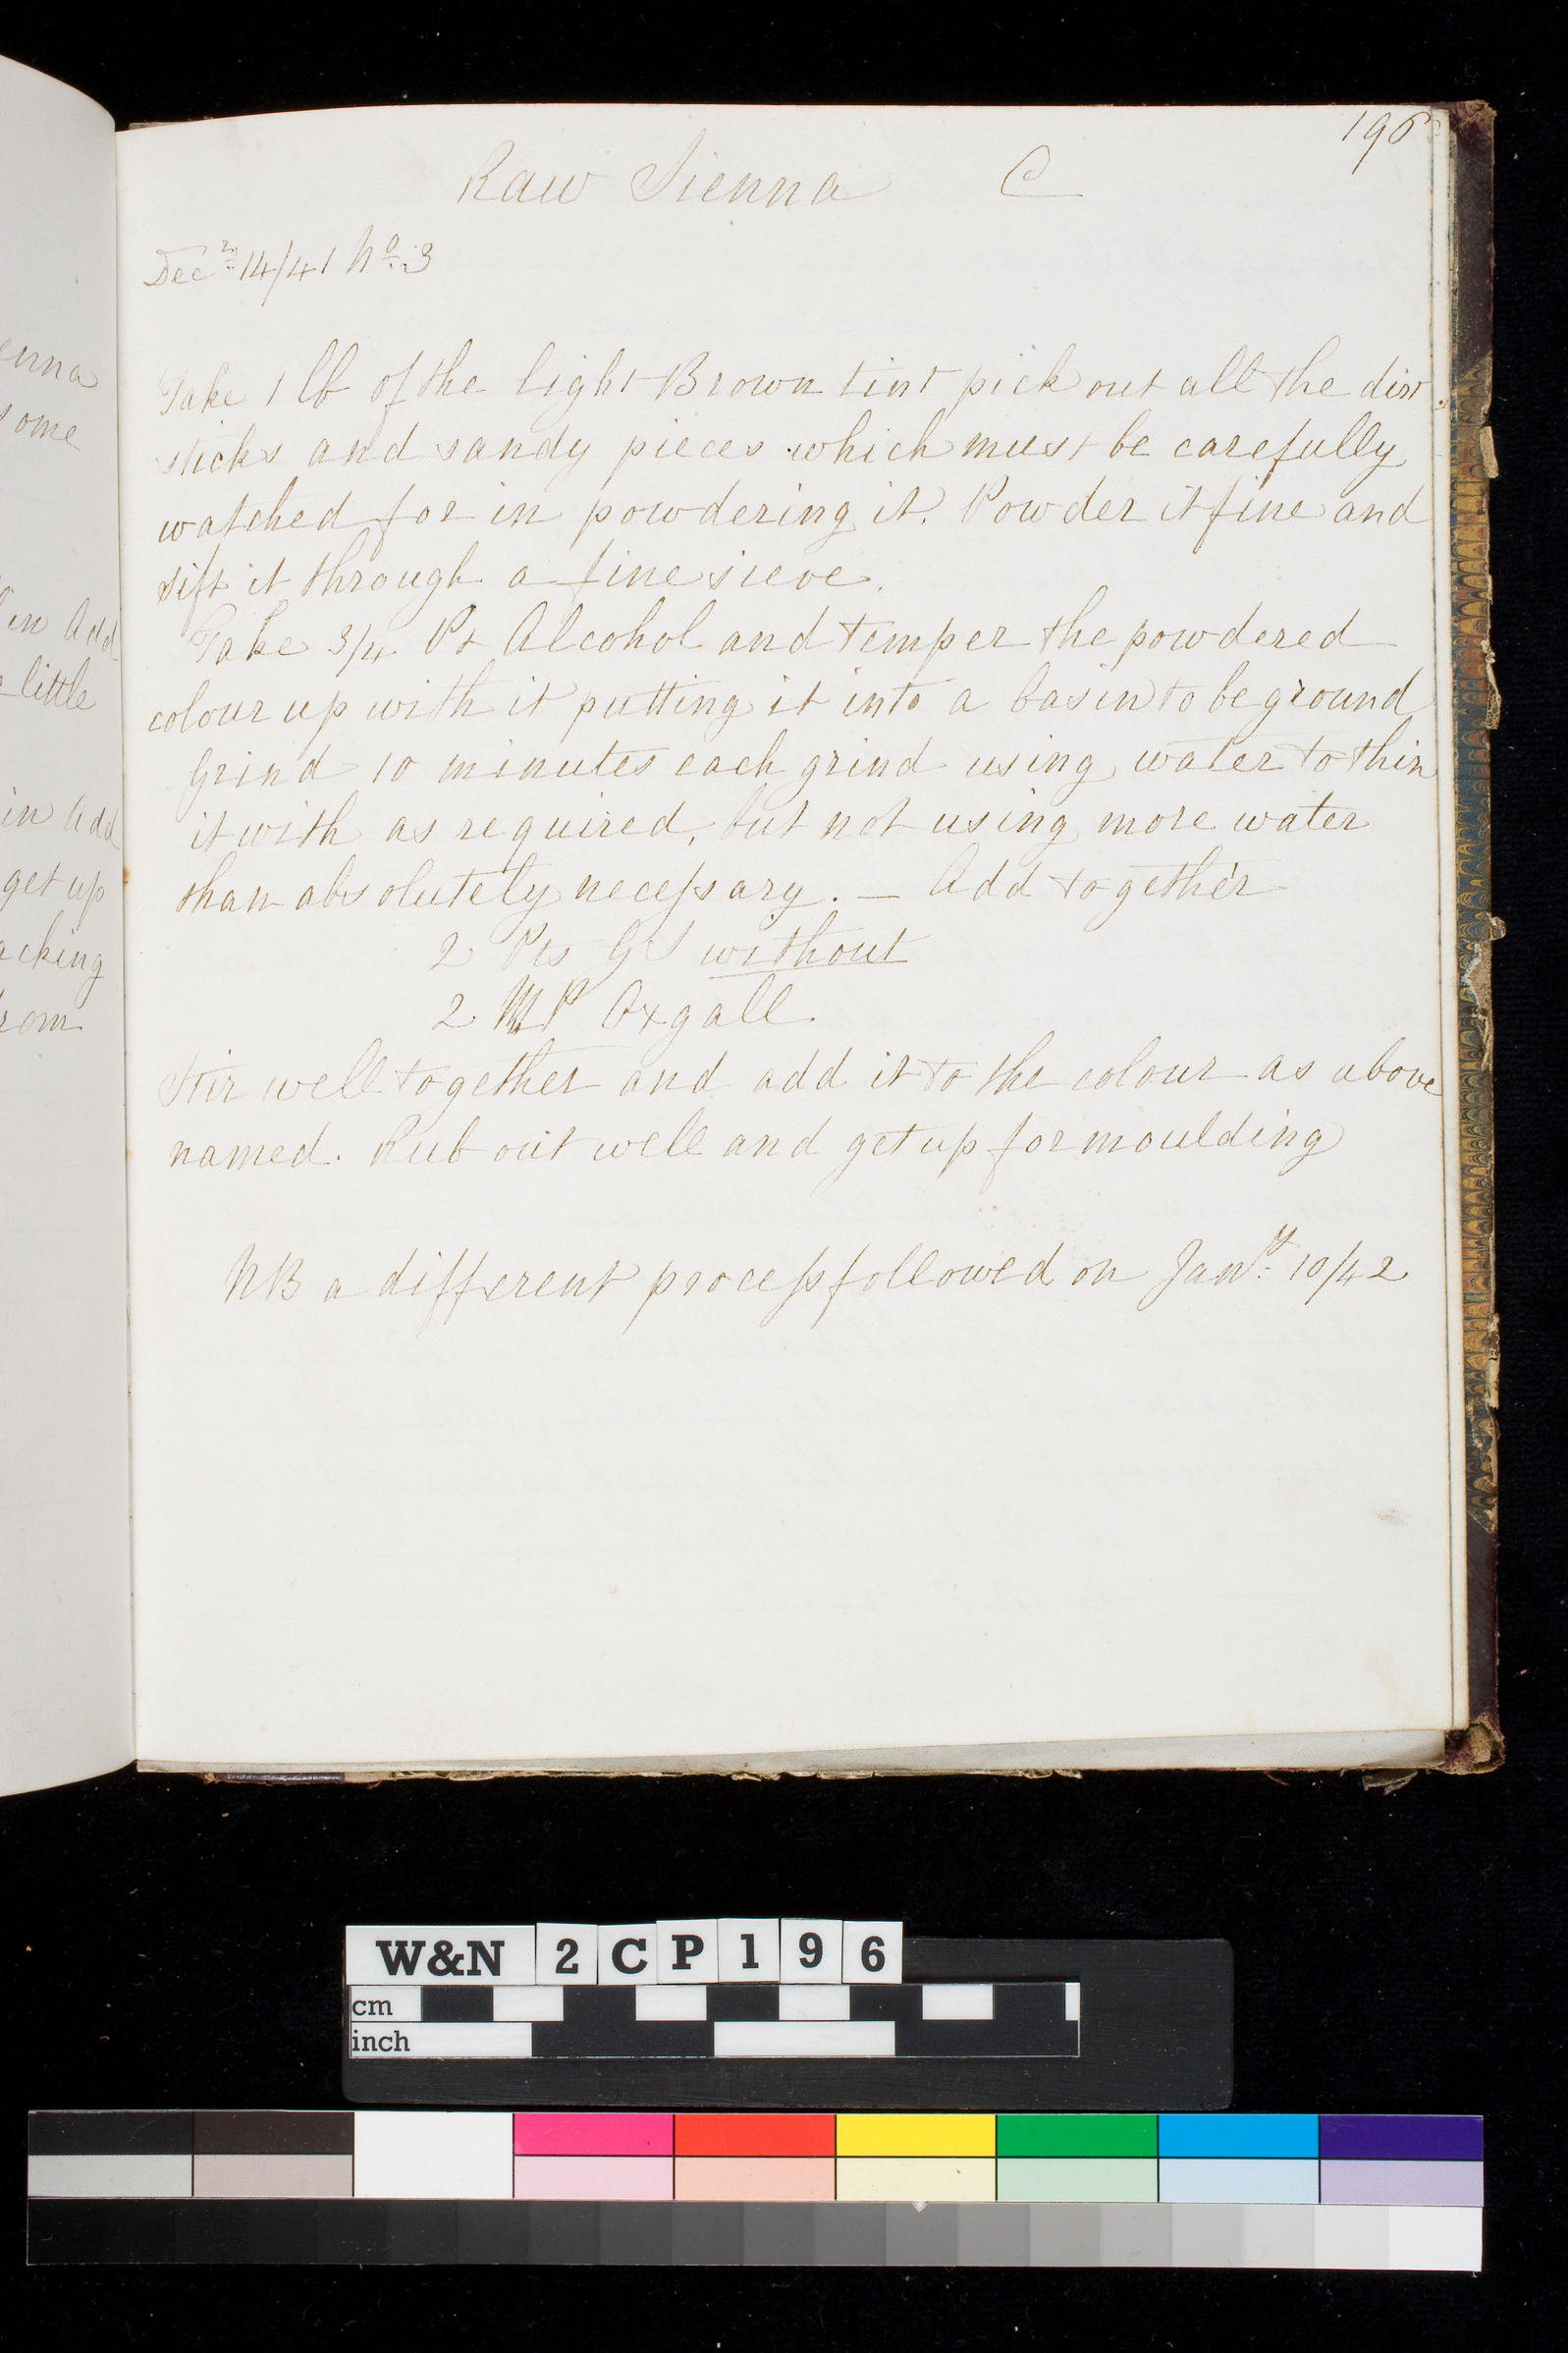 196
Raw Sienna C
Decr 14/41 No 3
Take 1 lb of the light Brown tint pick out all the dirt
sticks and sandy pieces which must be carefully
watched for in powdering it. Powder it fine and
sift it through a fine sieve.
Take 3/4 Pt Alcohol and temper the powdered
colour up with it putting it into a basin to be ground
Grind 10 minutes each grind using water to thin
it with as required, but not using more water
than absolutely necessary. — Add together
2 Pts GS without
2 MP Oxgall.
Stir well together and add it to the colour as above
named. Rub out well and get up for moulding
NB a different process followed on Jany 10/42
enna
some
in Add
little
in Add
get up
acking
from
W&N 2CP196
cm
inch